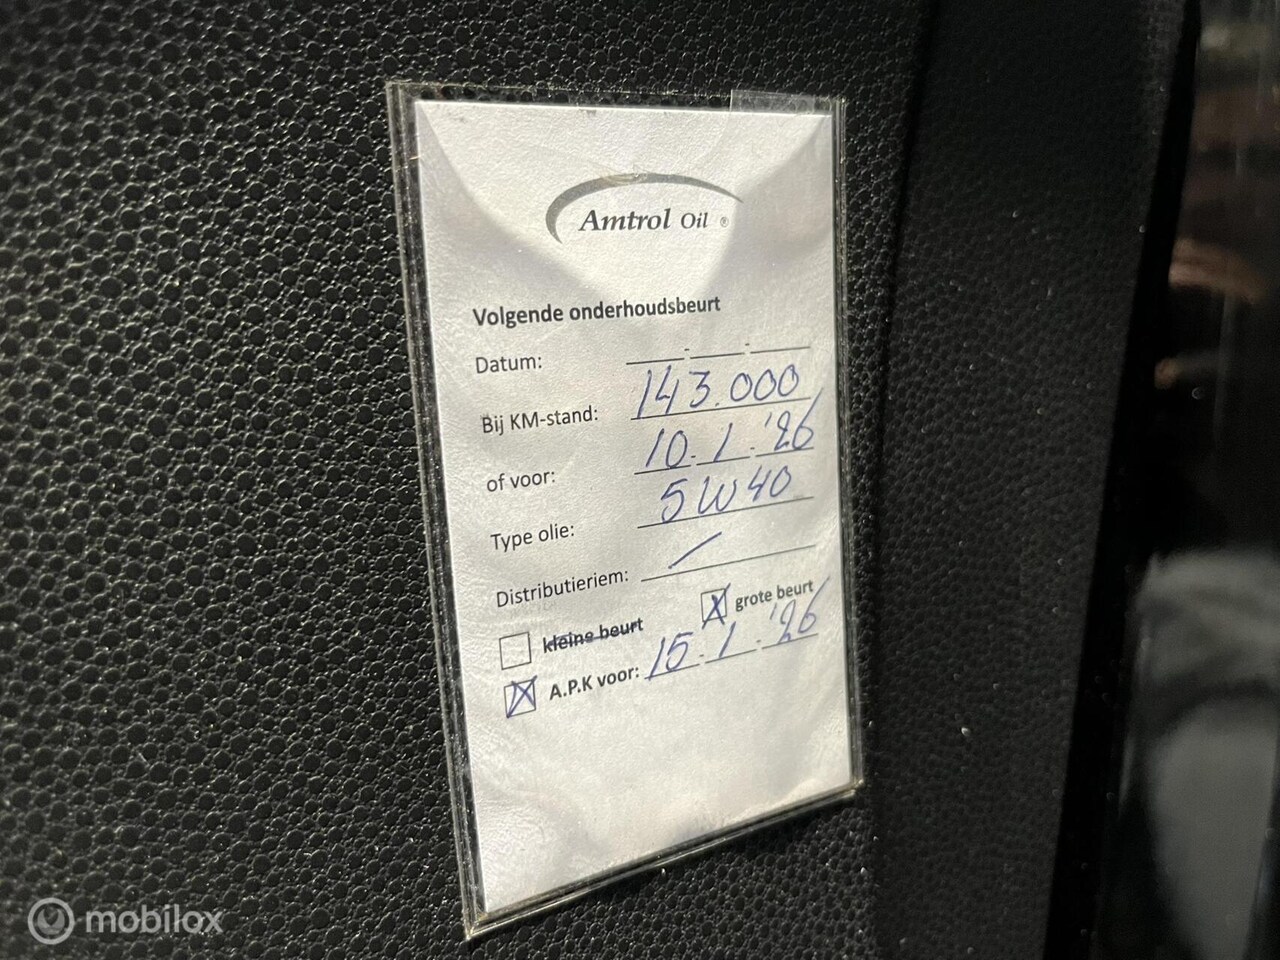 Amtrol Oil ®
Volgende onderhoudsbeurt
Datum: - -
Bij KM-stand: 143.000
of voor: 10.1.'26
Type olie: 5W40
Distributieriem: /
kleine beurt X grote beurt
X A.P.K voor: 15.1.'26
mobilox